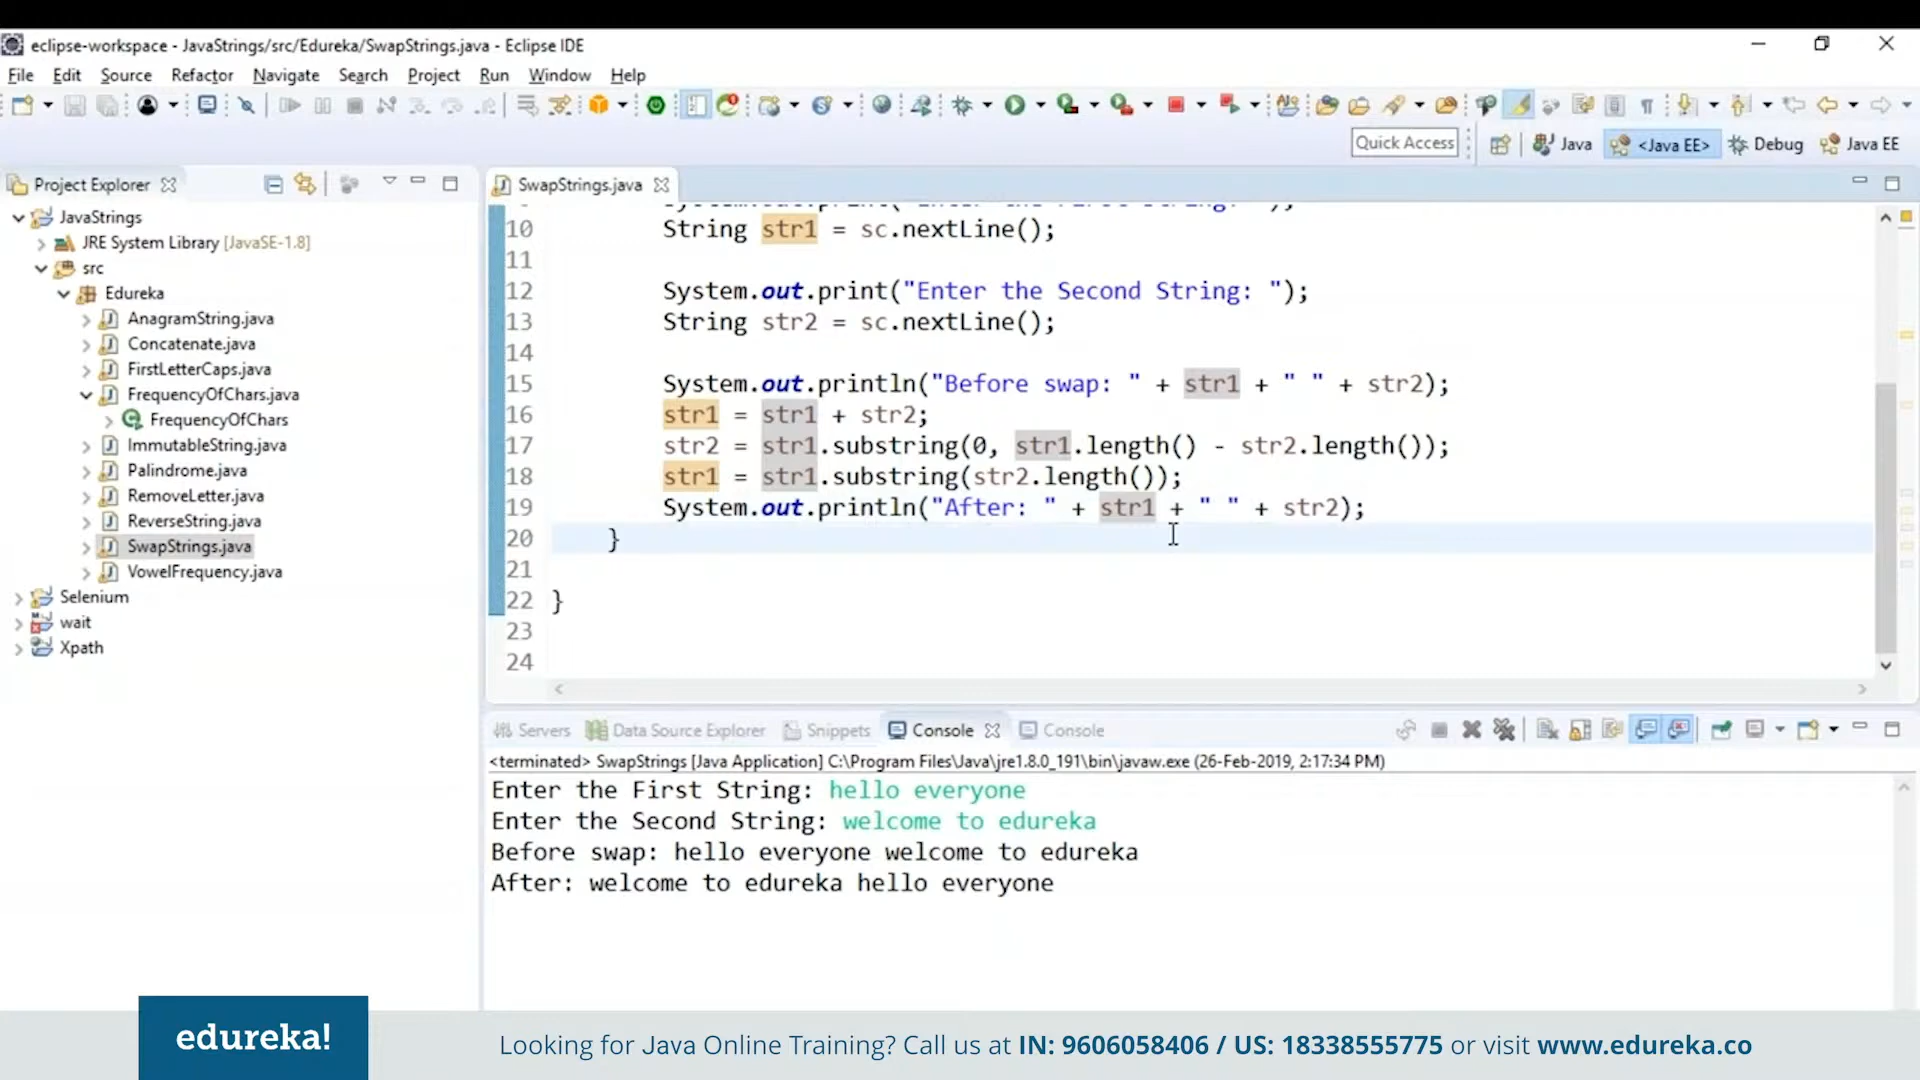 eclipse-workspace - JavaStrings/src/Edureka/SwapStrings.java - Eclipse IDE
File Edit Source Refactor Navigate Search Project Run Window Help
Quick Access
Java
<Java EE>
Debug
Java EE
Project Explorer
JavaStrings
JRE System Library [JavaSE-1.8]
src
Edureka
AnagramString.java
Concatenate.java
FirstLetterCaps.java
FrequencyOfChars.java
FrequencyOfChars
ImmutableString.java
Palindrome.java
RemoveLetter.java
ReverseString.java
SwapStrings.java
VowelFrequency.java
Selenium
wait
Xpath
SwapStrings.java
10 String str1 = sc.nextLine();
11
12 System.out.print("Enter the Second String: ");
13 String str2 = sc.nextLine();
14
15 System.out.println("Before swap: " + str1 + " " + str2);
16 str1 = str1 + str2;
17 str2 = str1.substring(0, str1.length() - str2.length());
18 str1 = str1.substring(str2.length());
19 System.out.println("After: " + str1 + " " + str2);
20 }
21
22 }
23
24
Servers Data Source Explorer Snippets Console Console
<terminated> SwapStrings [Java Application] C:\Program Files\Java\jre1.8.0_191\bin\javaw.exe (26-Feb-2019, 2:17:34 PM)
Enter the First String: hello everyone
Enter the Second String: welcome to edureka
Before swap: hello everyone welcome to edureka
After: welcome to edureka hello everyone
edureka!
Looking for Java Online Training? Call us at IN: 9606058406 / US: 18338555775 or visit www.edureka.co